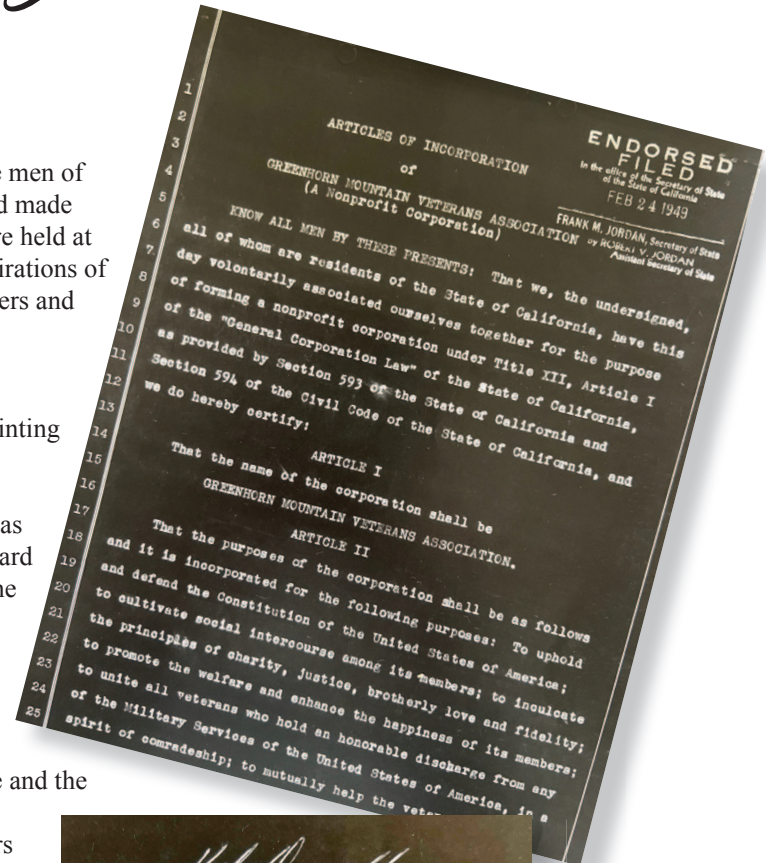 e men of
d made
re held at
pirations of
ers and
inting
as
ard
he
e and the
rs
1
2
3
4
5
6
7
8
9
10
11
12
13
14
15
16
17
18
19
20
21
22
23
24
25
ENDORSED
FILED
In the office of the Secretary of State
of the State of California
FEB 24 1949
FRANK M. JORDAN, Secretary of State
by ROBERT V. JORDAN
Assistant Secretary of State
ARTICLES OF INCORPORATION
of
GREENHORN MOUNTAIN VETERANS ASSOCIATION
(A Nonprofit Corporation)
KNOW ALL MEN BY THESE PRESENTS: That we, the undersigned,
all of whom are residents of the State of California, have this
day voluntarily associated ourselves together for the purpose
of forming a nonprofit corporation under Title XII, Article I
of the "General Corporation Law" of the State of California,
as provided by Section 593 of the State of California and
Section 594 of the Civil Code of the State of California, and
we do hereby certify:
ARTICLE I
That the name of the corporation shall be
GREENHORN MOUNTAIN VETERANS ASSOCIATION.
ARTICLE II
That the purposes of the corporation shall be as follows
and it is incorporated for the following purposes: To uphold
and defend the Constitution of the United States of America;
to cultivate social intercourse among its members; to inculcate
the principles of charity, justice, brotherly love and fidelity;
to promote the welfare and enhance the happiness of its members;
to unite all veterans who hold an honorable discharge from any
of the Military Services of the United States of America, in a
spirit of comradeship; to mutually help the veter